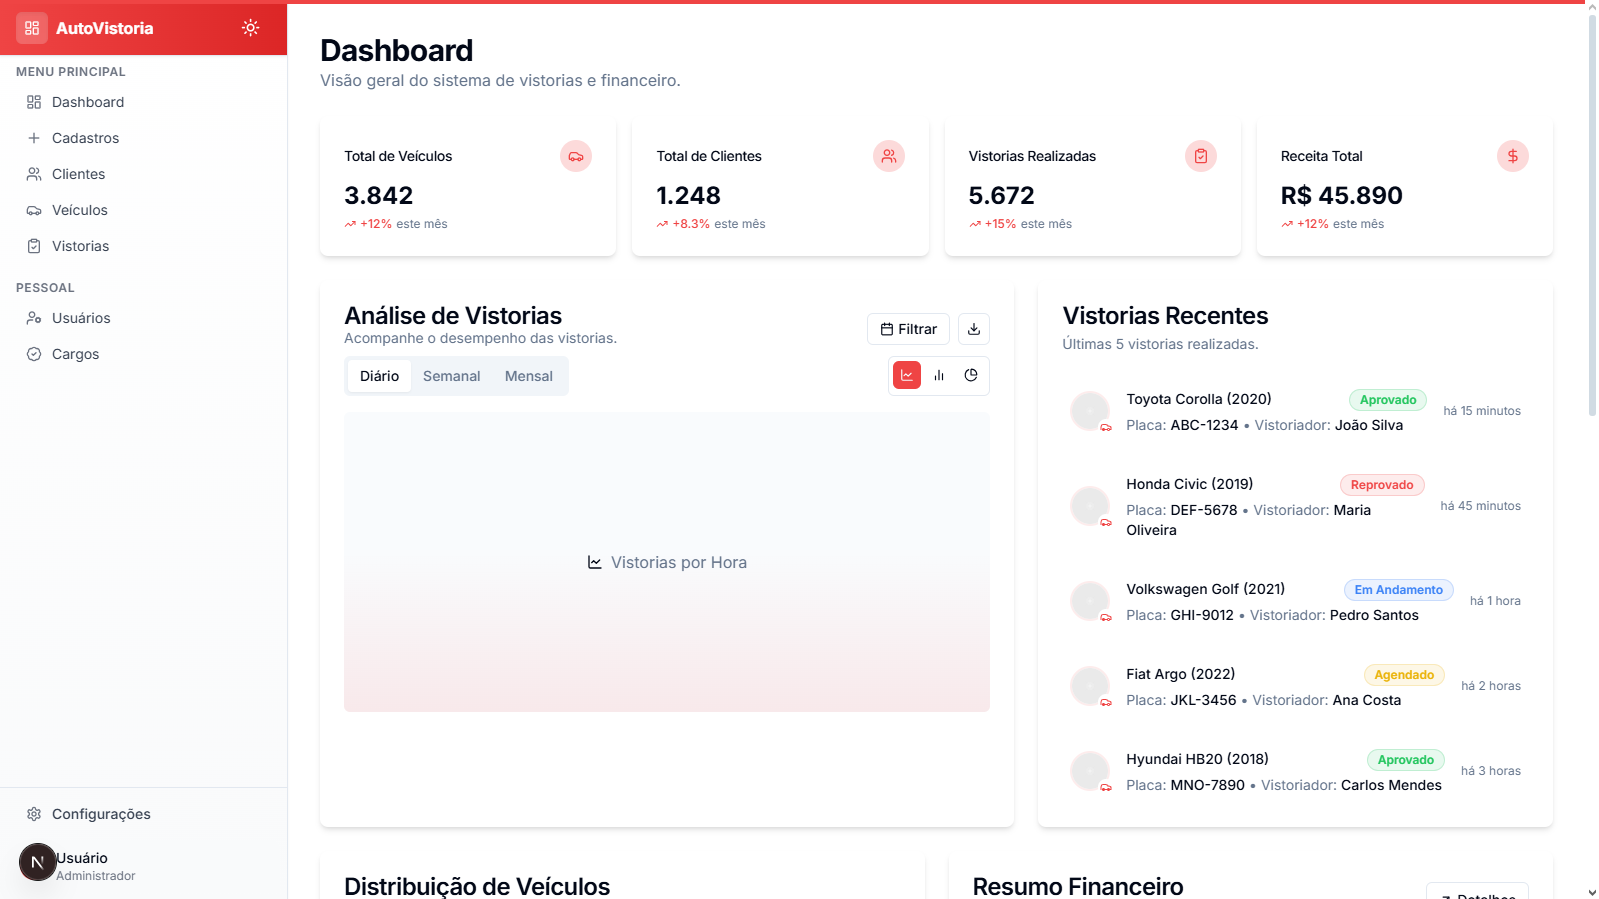 AutoVistoria
MENU PRINCIPAL
Dashboard
Cadastros
Clientes
Veículos
Vistorias
PESSOAL
Usuários
Cargos
Configurações
N
Usuário
Administrador
Dashboard
Visão geral do sistema de vistorias e financeiro.
Total de Veículos
3.842
+12% este mês
Total de Clientes
1.248
+8.3% este mês
Vistorias Realizadas
5.672
+15% este mês
Receita Total
R$ 45.890
+12% este mês
Análise de Vistorias
Acompanhe o desempenho das vistorias.
Filtrar
Diário Semanal Mensal
Vistorias por Hora
Vistorias Recentes
Últimas 5 vistorias realizadas.
Toyota Corolla (2020) Aprovado
há 15 minutos
Placa: ABC-1234 • Vistoriador: João Silva
Honda Civic (2019) Reprovado
há 45 minutos
Placa: DEF-5678 • Vistoriador: Maria
Oliveira
Volkswagen Golf (2021) Em Andamento
há 1 hora
Placa: GHI-9012 • Vistoriador: Pedro Santos
Fiat Argo (2022) Agendado
há 2 horas
Placa: JKL-3456 • Vistoriador: Ana Costa
Hyundai HB20 (2018) Aprovado
há 3 horas
Placa: MNO-7890 • Vistoriador: Carlos Mendes
Distribuição de Veículos
Resumo Financeiro
Detalhes